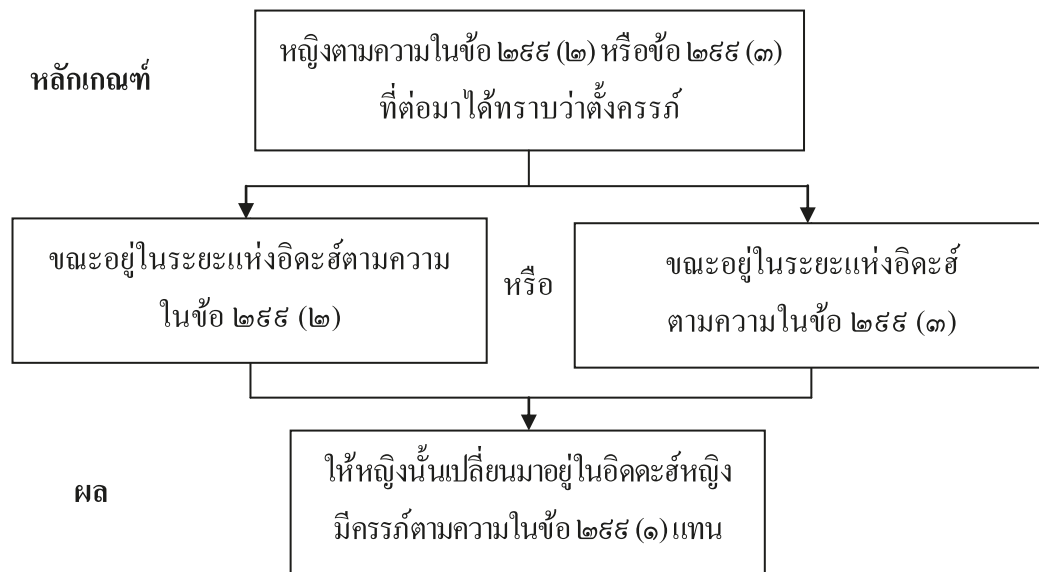 หญิงตามความในข้อ ๒๙๙ (๒) หรือข้อ ๒๙๙ (๓)
ที่ต่อมาได้ทราบว่าตั้งครรภ์
หลักเกณฑ์
ขณะอยู่ในระยะแห่งอิดะฮ์ตามความ
ในข้อ ๒๙๙ (๒)
หรือ
ขณะอยู่ในระยะแห่งอิดะฮ์
ตามความในข้อ ๒๙๙ (๓)
ให้หญิงนั้นเปลี่ยนมาอยู่ในอิดดะฮ์หญิง
มีครรภ์ตามความในข้อ ๒๙๙ (๑) แทน
ผล